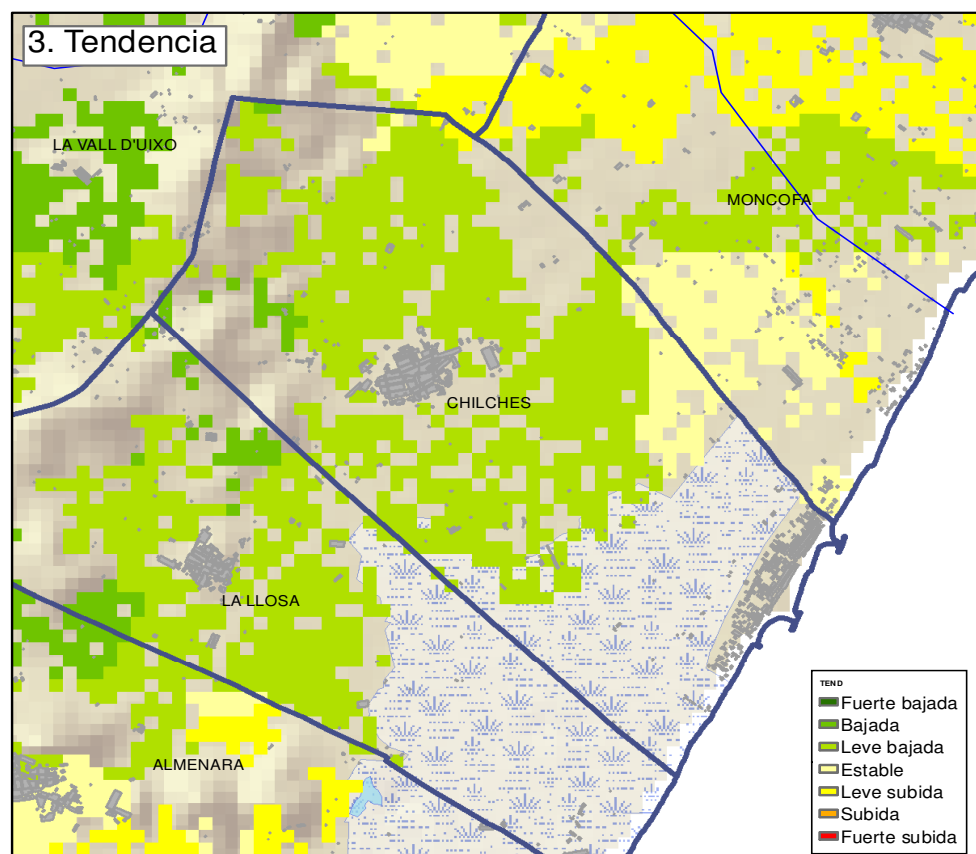 3. Tendencia
LA VALL D'UIXO
MONCOFA
CHILCHES
LA LLOSA
ALMENARA
TEND
Fuerte bajada
Bajada
Leve bajada
Estable
Leve subida
Subida
Fuerte subida